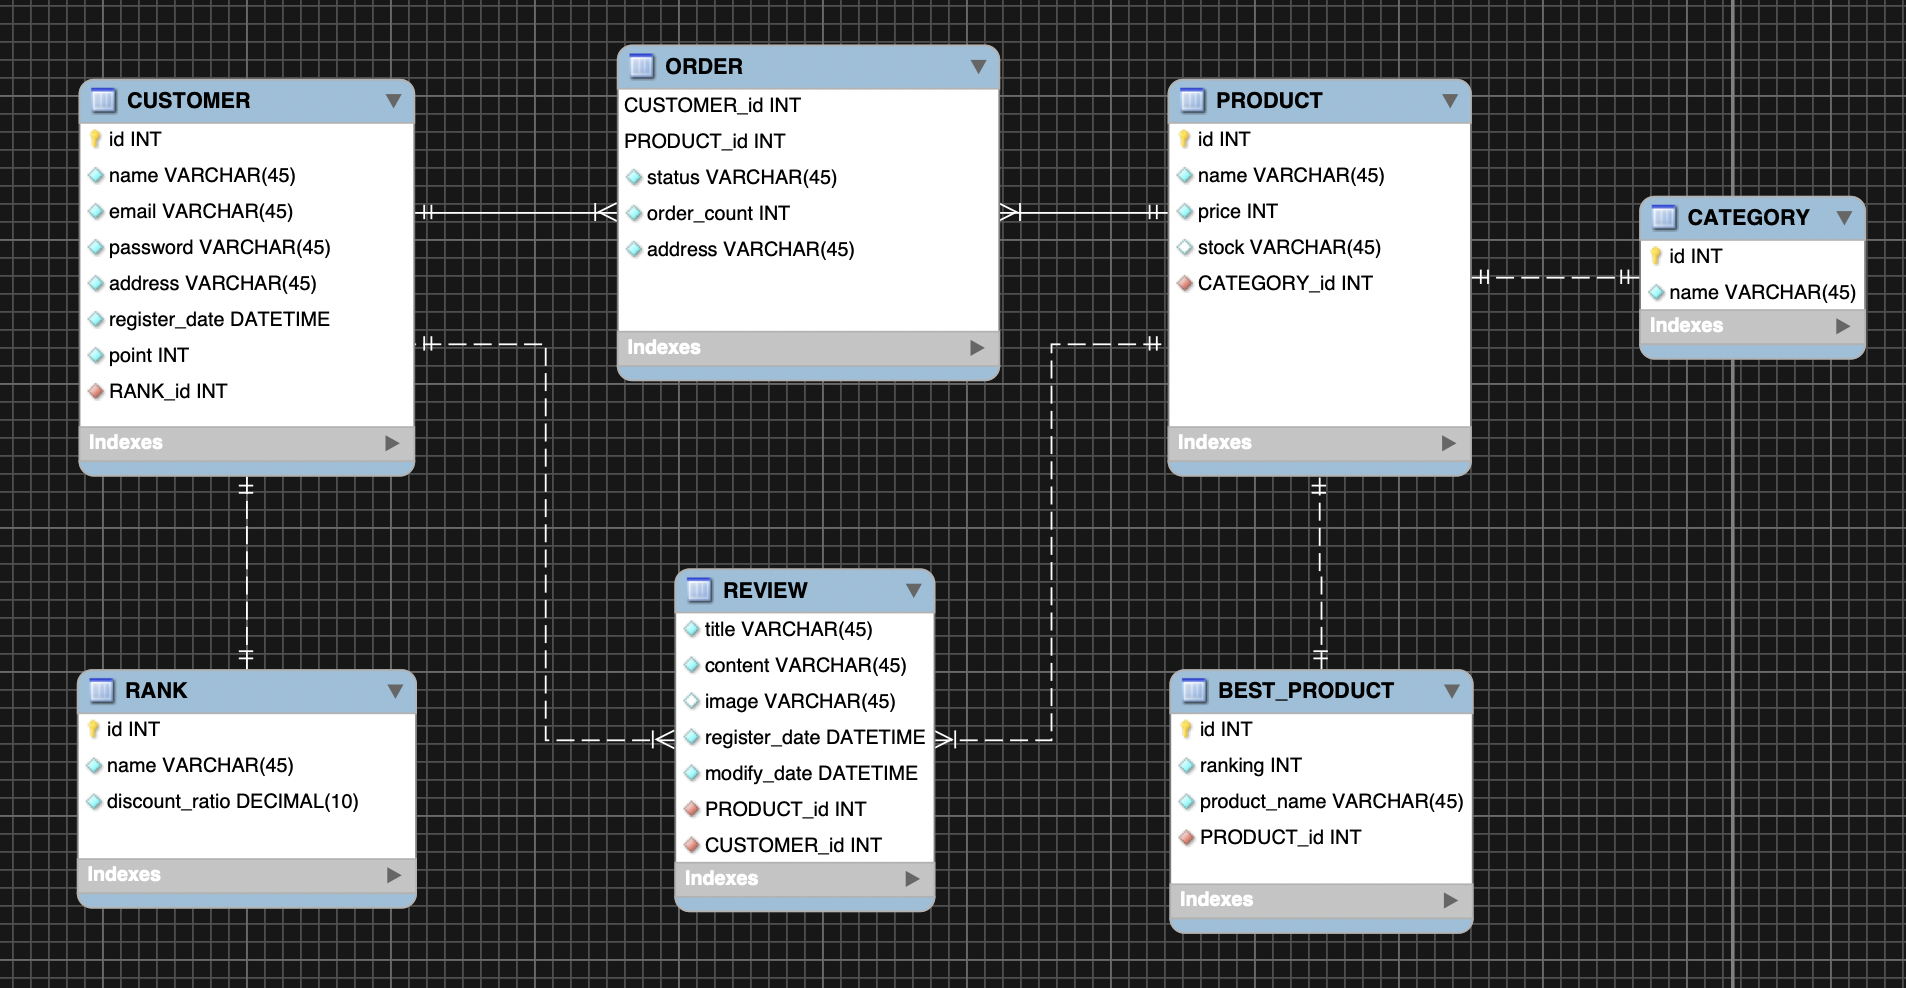 CUSTOMER
id INT
name VARCHAR(45)
email VARCHAR(45)
password VARCHAR(45)
address VARCHAR(45)
register_date DATETIME
point INT
RANK_id INT
Indexes
ORDER
CUSTOMER_id INT
PRODUCT_id INT
status VARCHAR(45)
order_count INT
address VARCHAR(45)
Indexes
PRODUCT
id INT
name VARCHAR(45)
price INT
stock VARCHAR(45)
CATEGORY_id INT
Indexes
CATEGORY
id INT
name VARCHAR(45)
Indexes
RANK
id INT
name VARCHAR(45)
discount_ratio DECIMAL(10)
Indexes
REVIEW
title VARCHAR(45)
content VARCHAR(45)
image VARCHAR(45)
register_date DATETIME
modify_date DATETIME
PRODUCT_id INT
CUSTOMER_id INT
Indexes
BEST_PRODUCT
id INT
ranking INT
product_name VARCHAR(45)
PRODUCT_id INT
Indexes